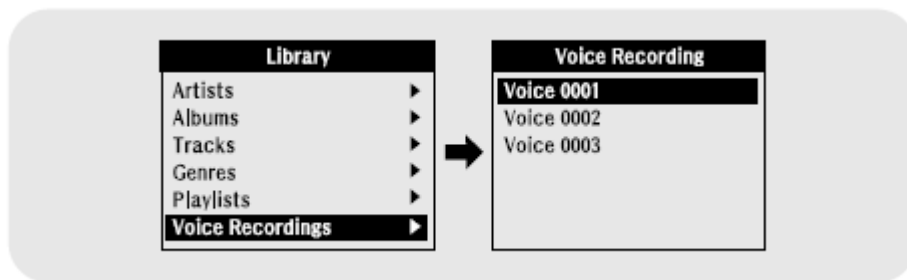 Library
Artists
Albums
Tracks
Genres
Playlists
Voice Recordings
Voice Recording
Voice 0001
Voice 0002
Voice 0003